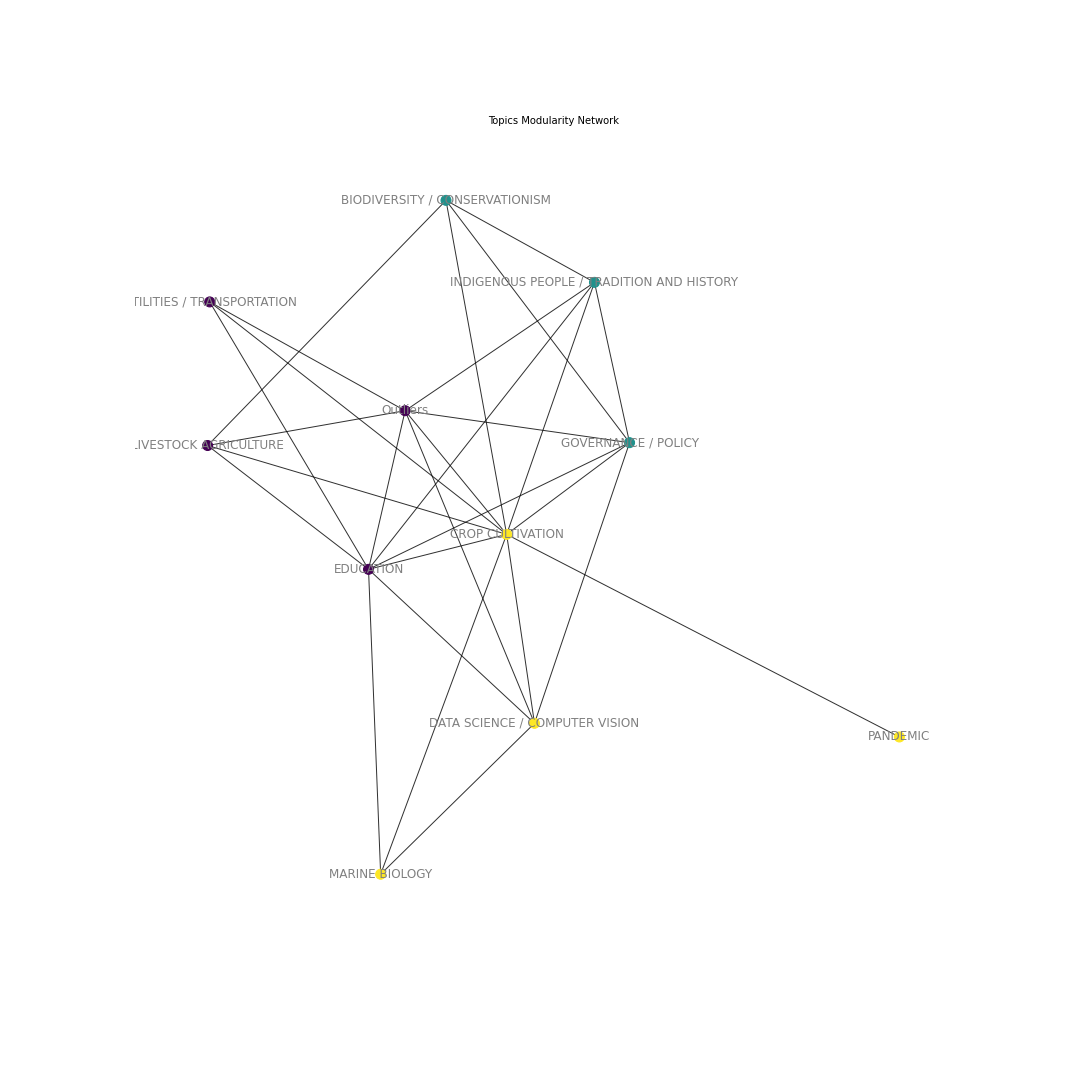 Topics Modularity Network
BIODIVERSITY / CONSERVATIONISM
INDIGENOUS PEOPLE / TRADITION AND HISTORY
TILITIES / TRANSPORTATION
Outliers
GOVERNANCE / POLICY
LIVESTOCK AGRICULTURE
CROP CULTIVATION
EDUCATION
DATA SCIENCE / COMPUTER VISION
PANDEMIC
MARINE BIOLOGY